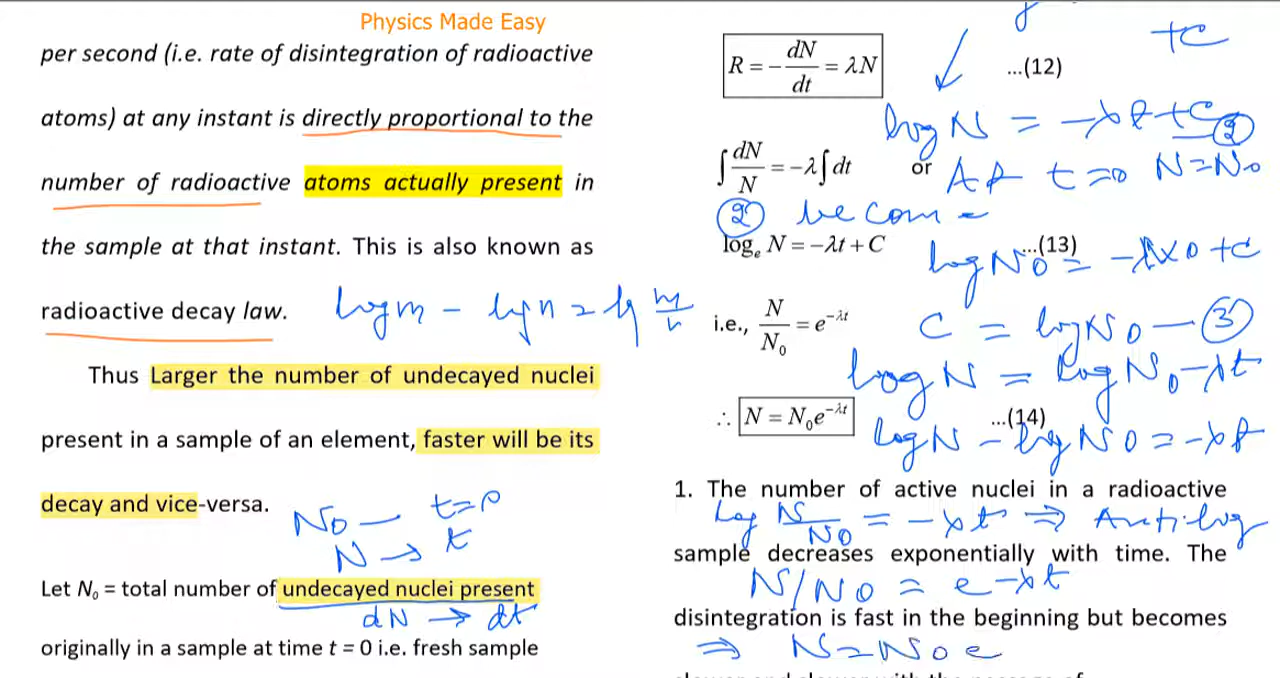 Physics Made Easy
per second (i.e. rate of disintegration of radioactive
atoms) at any instant is directly proportional to the
number of radioactive atoms actually present in
the sample at that instant. This is also known as
radioactive decay law.
log m - log n = log m/n
Thus Larger the number of undecayed nuclei
present in a sample of an element, faster will be its
decay and vice-versa.
N0 — t=0
N → t
Let N₀ = total number of undecayed nuclei present
dN → dt
originally in a sample at time t = 0 i.e. fresh sample
+C
R = -dN/dt = λN ...(12)
log N = -λt + C ②
∫dN/N = -λ∫dt or
At t=0 N=N0
② becom
logₑ N = -λt + C ...(13)
log N0 = -λ×0 + C
i.e., N/N₀ = e^(-λt)
C = log N0 — ③
log N = log N0 - λt
∴ N = N₀e^(-λt) ...(14)
log N - log N0 = -λt
1. The number of active nuclei in a radioactive
log N/N0 = -λt ⇒ Antilog
sample decreases exponentially with time. The
N/N0 = e-λt
disintegration is fast in the beginning but becomes
⇒ N=N0 e